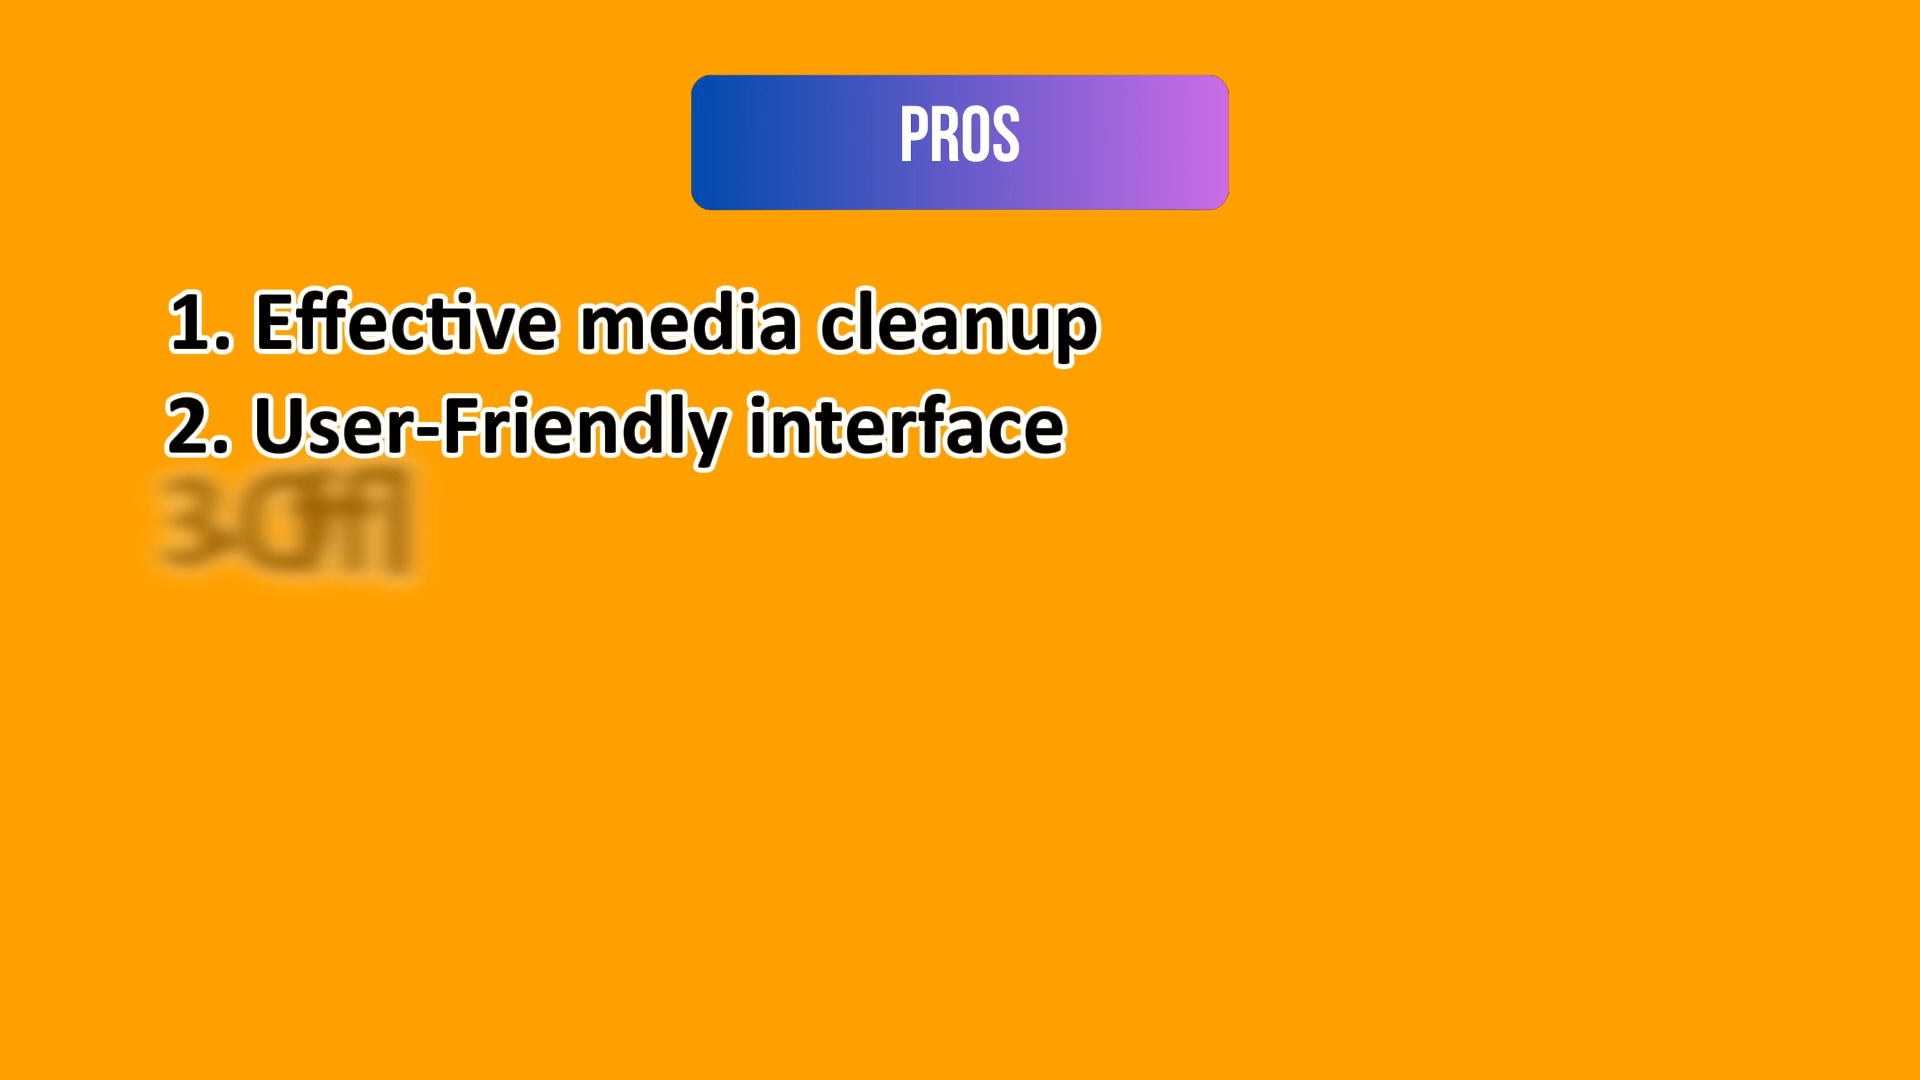 PROS
1. Effective media cleanup
2. User-Friendly interface